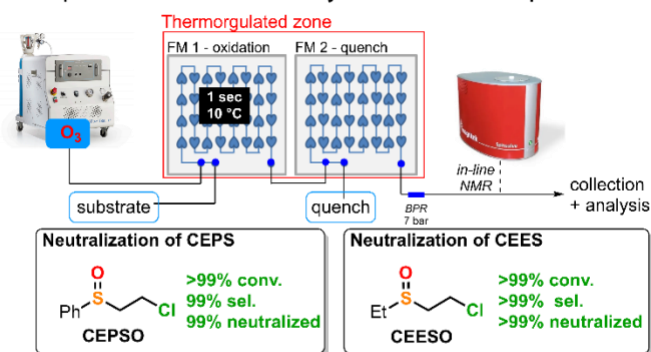 Thermorgulated zone
FM 1 - oxidation
FM 2 - quench
1 sec
10 °C
O3
substrate
quench
BPR
7 bar
in-line
NMR
collection
+ analysis
Neutralization of CEPS
O
Ph S Cl
CEPSO
>99% conv.
99% sel.
99% neutralized
Neutralization of CEES
O
Et S Cl
CEESO
>99% conv.
>99% sel.
>99% neutralized